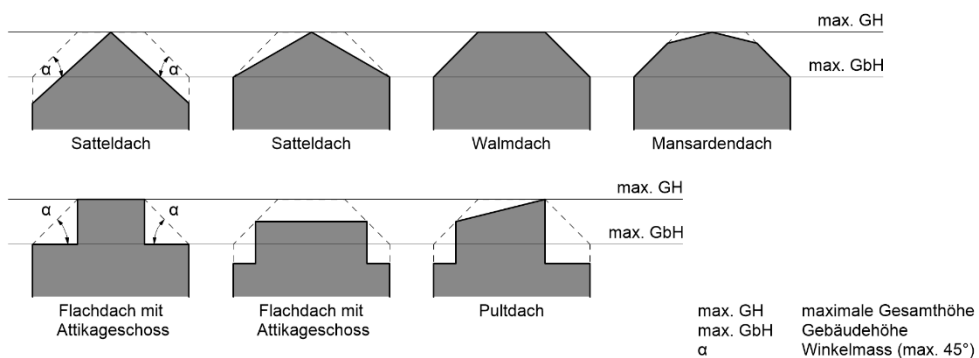 max. GH
α
α
max. GbH
Satteldach
Satteldach
Walmdach
Mansardendach
max. GH
α
α
max. GbH
Flachdach mit
Attikageschoss
Flachdach mit
Attikageschoss
Pultdach
max. GH maximale Gesamthöhe
max. GbH Gebäudehöhe
α Winkelmass (max. 45°)